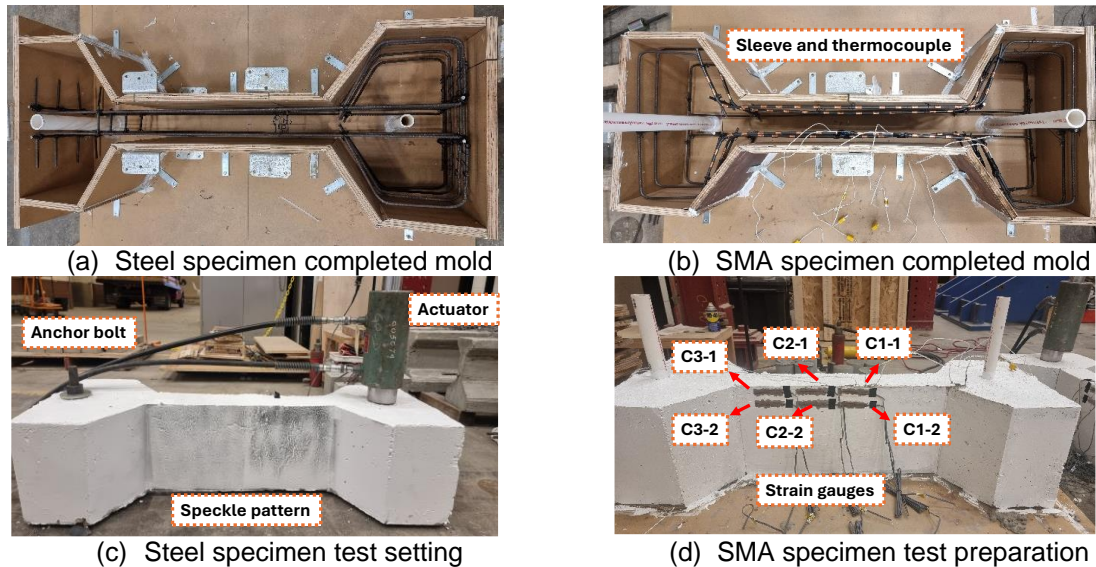 Sleeve and thermocouple
(a) Steel specimen completed mold
(b) SMA specimen completed mold
Anchor bolt
Actuator
Speckle pattern
(c) Steel specimen test setting
C3-1
C2-1
C1-1
C3-2
C2-2
C1-2
Strain gauges
(d) SMA specimen test preparation